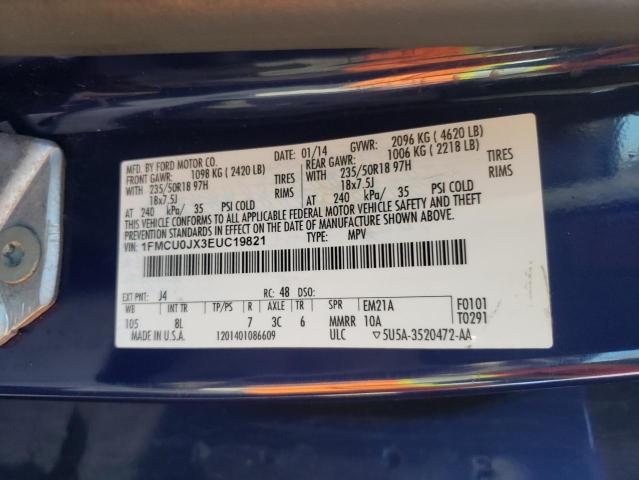 MFD. BY FORD MOTOR CO.
DATE: 01/14 GVWR: 2096 KG ( 4620 LB)
FRONT GAWR: 1098 KG ( 2420 LB)
REAR GAWR: 1006 KG ( 2218 LB)
WITH 235/50R18 97H TIRES
WITH 235/50R18 97H TIRES
18x7.5J RIMS
18x7.5J RIMS
AT 240 kPa/ 35 PSI COLD
AT 240 kPa/ 35 PSI COLD
THIS VEHICLE CONFORMS TO ALL APPLICABLE FEDERAL MOTOR VEHICLE SAFETY AND BUMPER STANDARDS IN
EFFECT ON THE DATE OF MANUFACTURE SHOWN ABOVE.
VIN: 1FMCU0JX3EUC19821 TYPE: MPV
EXT PNT: J4 RC: 48 DSO:
WB INT TR TP/PS R AXLE TR SPR EM21A F0101
105 8L 7 3C 6 MMRR 10A T0291
MADE IN U.S.A. 1201401086609 ULC ▽5U5A-3520472-AA